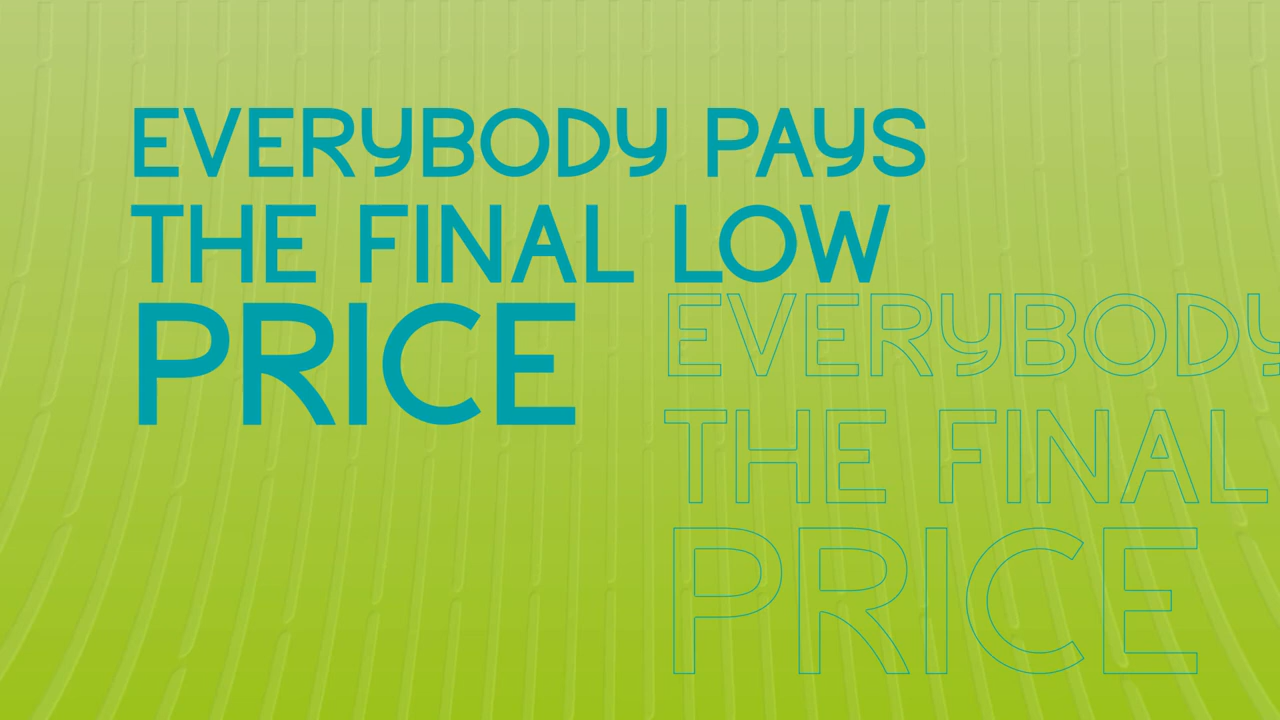 EVERYBODY PAYS
THE FINAL LOW
PRICE
EVERYBODY
THE FINAL
PRICE